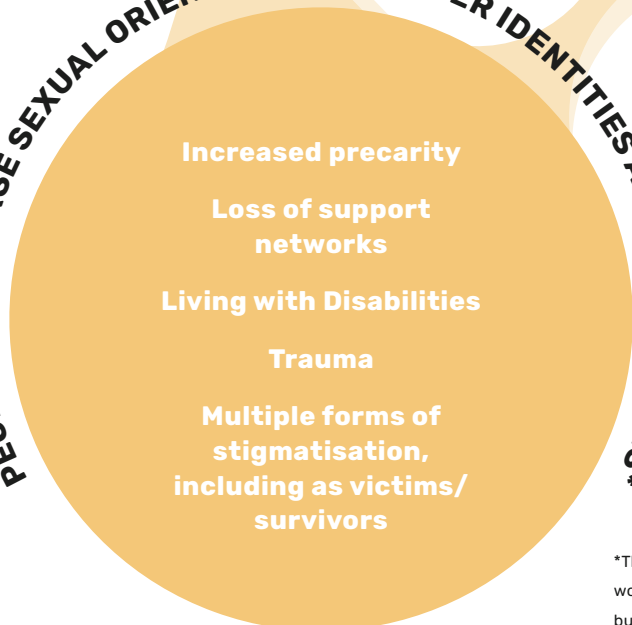 SEXUAL
IDENTITIES
Increased precarity
Loss of support
networks
Living with Disabilities
Trauma
Multiple forms of
stigmatisation,
including as victims/
survivors